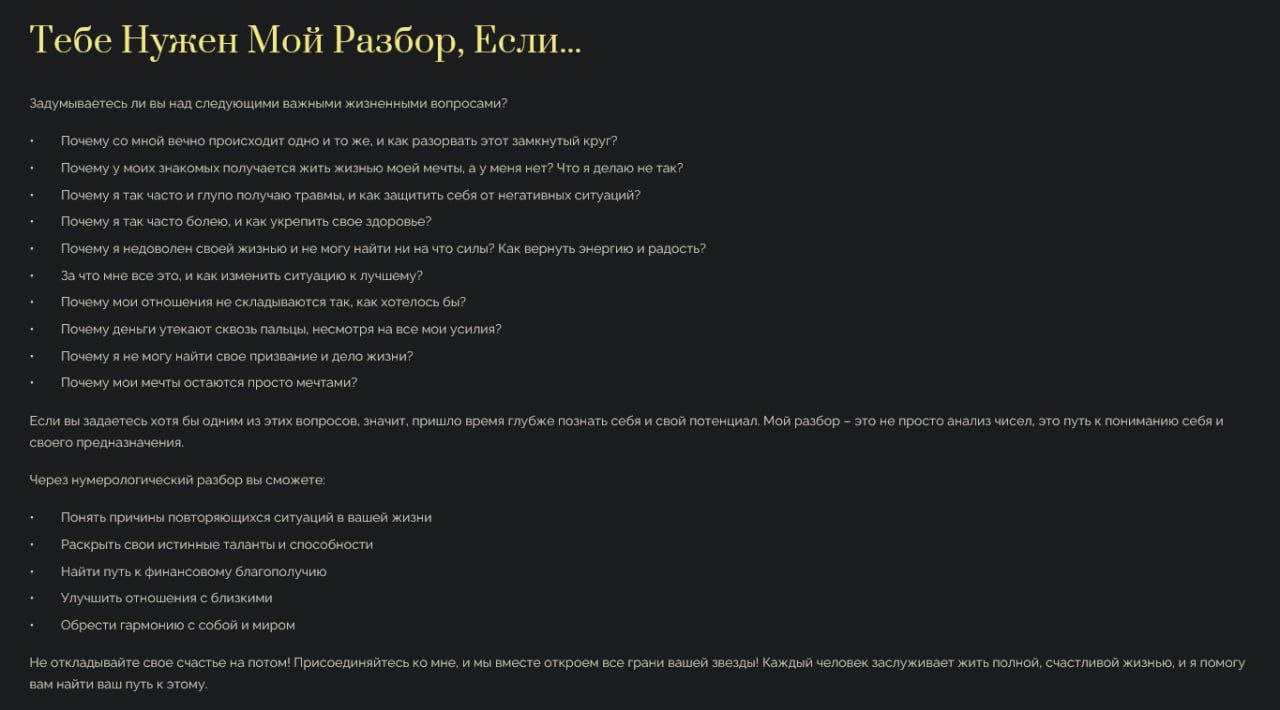 Тебе Нужен Мой Разбор, Если...
Задумываетесь ли вы над следующими важными жизненными вопросами?
• Почему со мной вечно происходит одно и то же, и как разорвать этот замкнутый круг?
• Почему у моих знакомых получается жить жизнью моей мечты, а у меня нет? Что я делаю не так?
• Почему я так часто и глупо получаю травмы, и как защитить себя от негативных ситуаций?
• Почему я так часто болею, и как укрепить свое здоровье?
• Почему я недоволен своей жизнью и не могу найти ни на что силы? Как вернуть энергию и радость?
• За что мне все это, и как изменить ситуацию к лучшему?
• Почему мои отношения не складываются так, как хотелось бы?
• Почему деньги утекают сквозь пальцы, несмотря на все мои усилия?
• Почему я не могу найти свое призвание и дело жизни?
• Почему мои мечты остаются просто мечтами?
Если вы задаетесь хотя бы одним из этих вопросов, значит, пришло время глубже познать себя и свой потенциал. Мой разбор – это не просто анализ чисел, это путь к пониманию себя и
своего предназначения.
Через нумерологический разбор вы сможете:
• Понять причины повторяющихся ситуаций в вашей жизни
• Раскрыть свои истинные таланты и способности
• Найти путь к финансовому благополучию
• Улучшить отношения с близкими
• Обрести гармонию с собой и миром
Не откладывайте свое счастье на потом! Присоединяйтесь ко мне, и мы вместе откроем все грани вашей звезды! Каждый человек заслуживает жить полной, счастливой жизнью, и я помогу
вам найти ваш путь к этому.